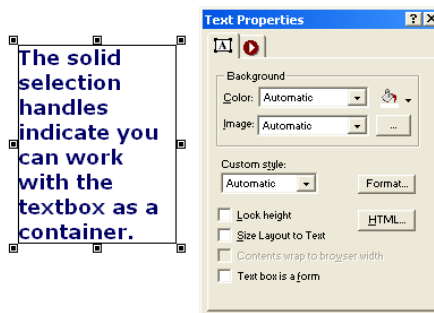 The solid
selection
handles
indicate you
can work
with the
textbox as a
container.
Text Properties
A
Background
Color: Automatic
Image: Automatic ...
Custom style:
Automatic Format...
Lock height HTML...
Size Layout to Text
Contents wrap to browser width
Text box is a form